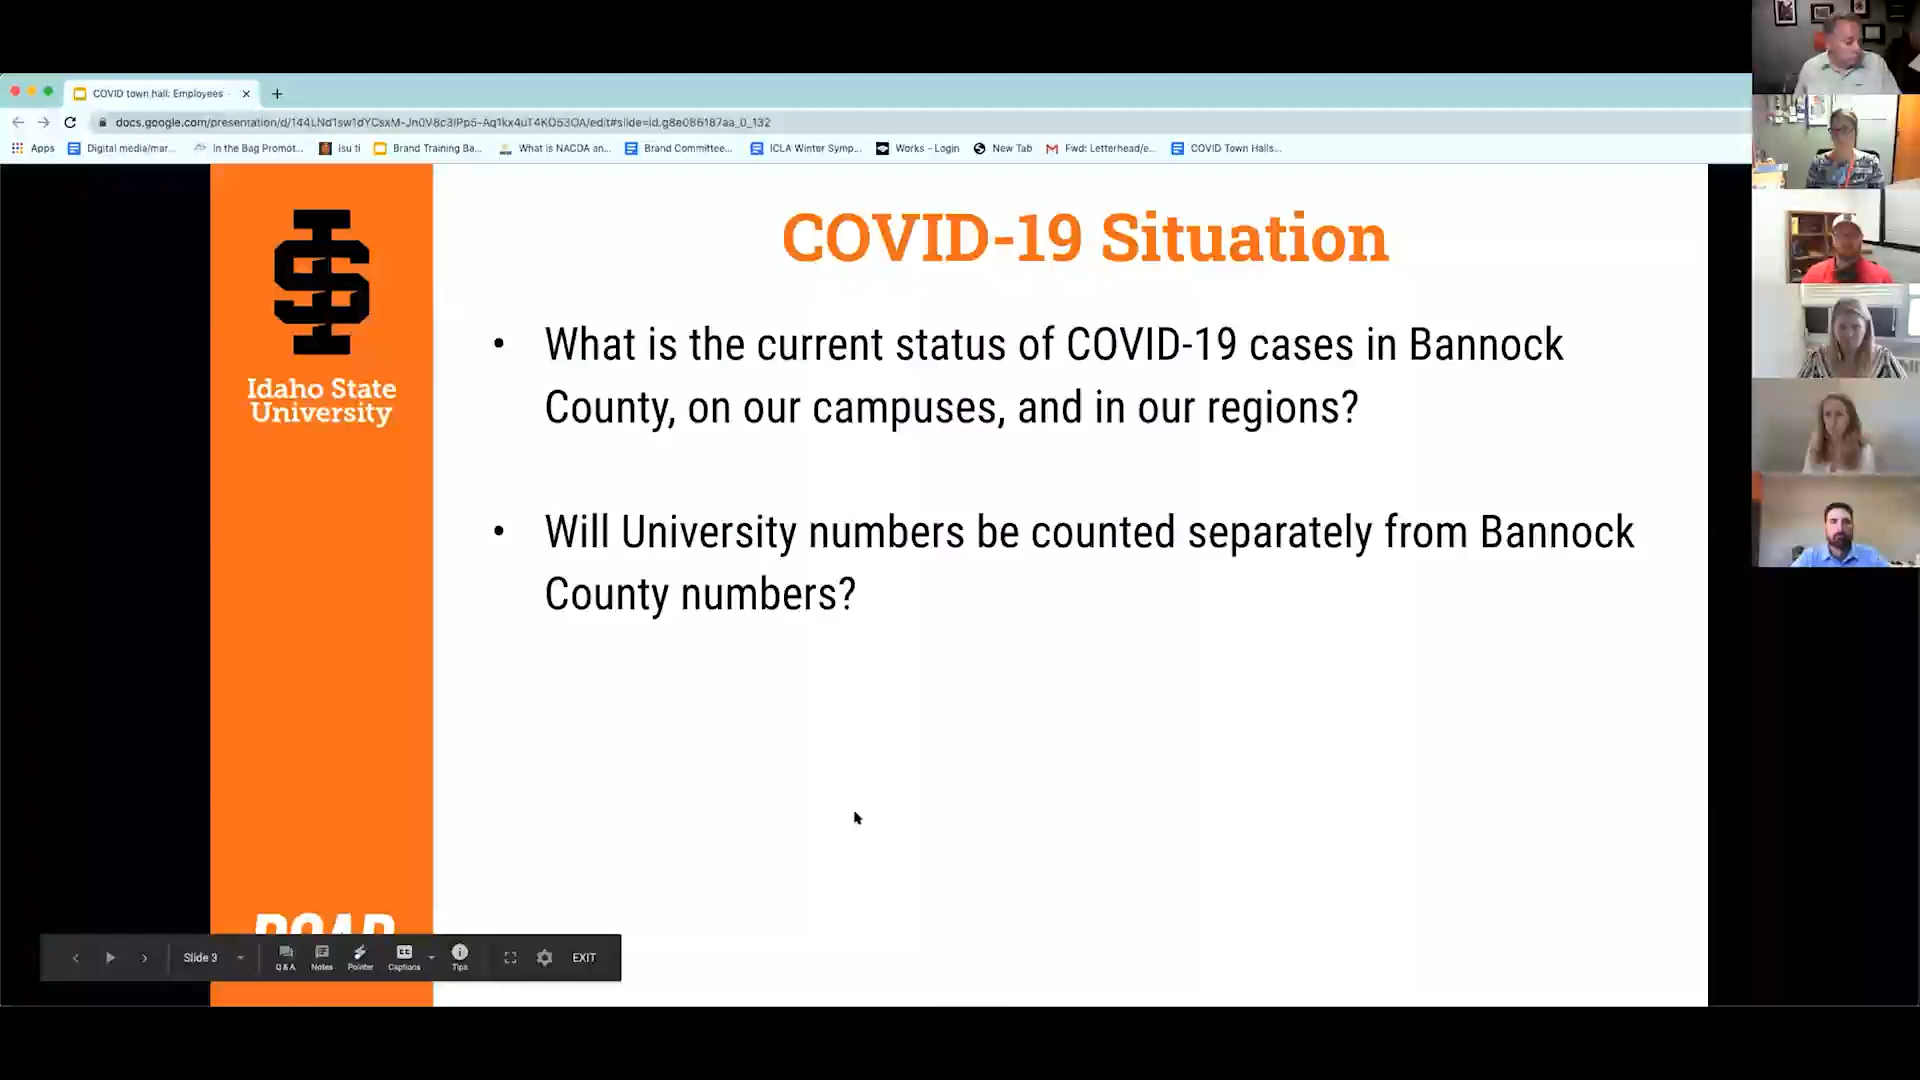 COVID town hall: Employees
docs.google.com/presentation/d/144LNd1sw1dYCsxM-Jn0V8c3IPp5-Aq1kx4uT4KO53OA/edit#slide=id.g8e086187aa_0_132
Apps Digital media/mar... In the Bag Promot... isu ti Brand Training Ba... What is NACDA an... Brand Committee... ICLA Winter Symp... Works - Login New Tab Fwd: Letterhead/e... COVID Town Halls...
Idaho State
University
COVID-19 Situation
• What is the current status of COVID-19 cases in Bannock
County, on our campuses, and in our regions?
• Will University numbers be counted separately from Bannock
County numbers?
ROAR
Slide 3 Q&A Notes Pointer CC Captions Tips EXIT